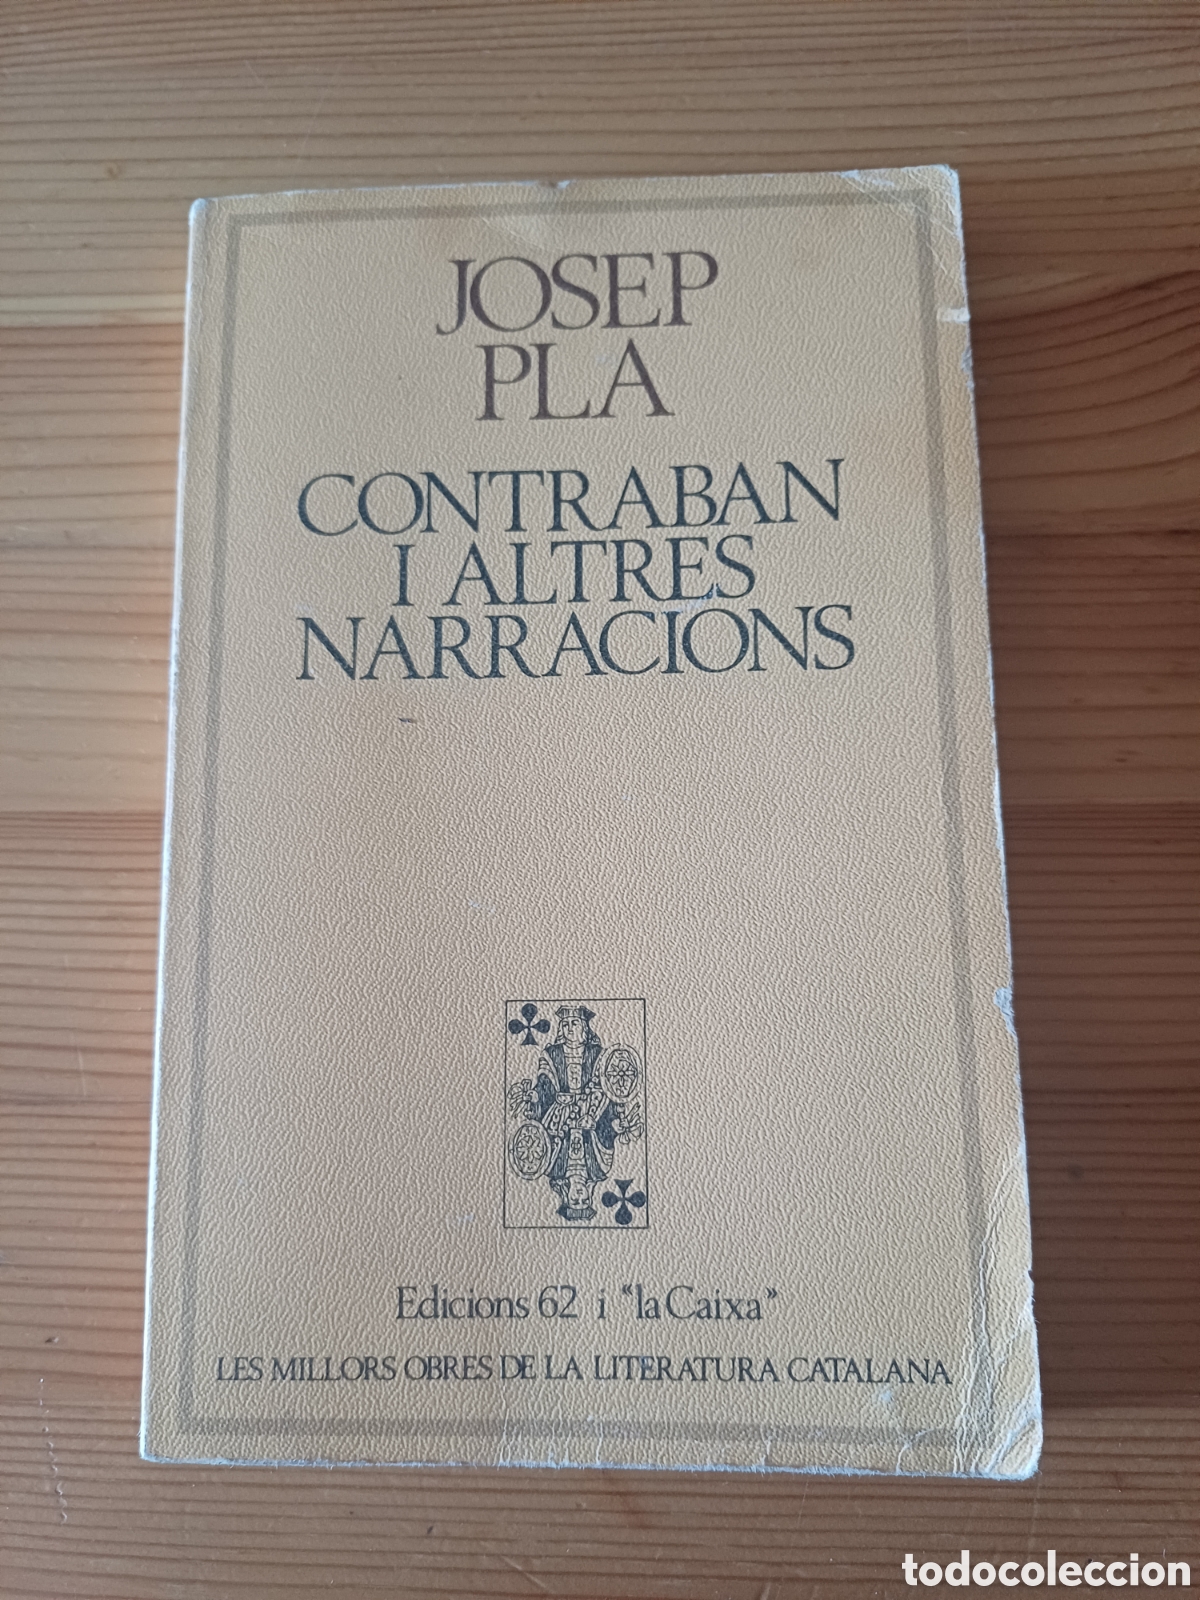 JOSEP
PLA
CONTRABAN
I ALTRES
NARRACIONS
Edicions 62 i "la Caixa"
LES MILLORS OBRES DE LA LITERATURA CATALANA
todocoleccion